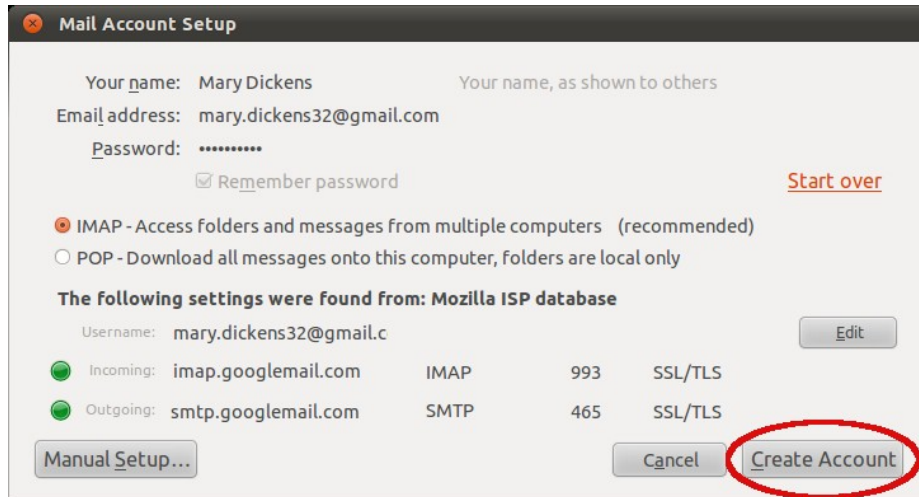 Mail Account Setup
Your name: Mary Dickens Your name, as shown to others
Email address: mary.dickens32@gmail.com
Password: ••••••••••
Remember password Start over
IMAP - Access folders and messages from multiple computers (recommended)
POP - Download all messages onto this computer, folders are local only
The following settings were found from: Mozilla ISP database
Username: mary.dickens32@gmail.c Edit
Incoming: imap.googlemail.com IMAP 993 SSL/TLS
Outgoing: smtp.googlemail.com SMTP 465 SSL/TLS
Manual Setup... Cancel Create Account